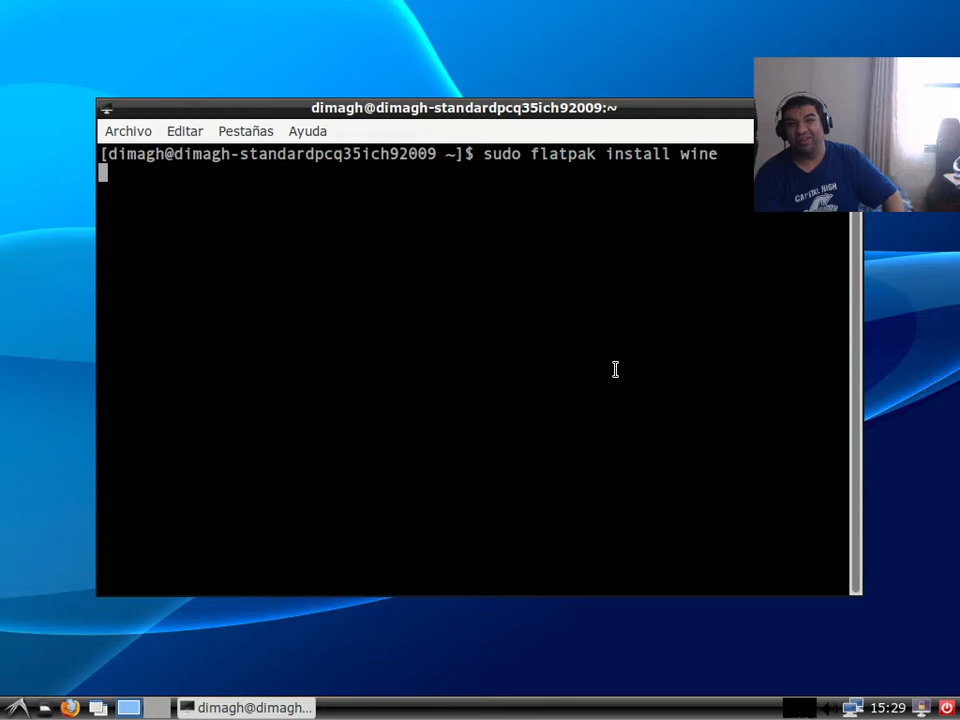 dimagh@dimagh-standardpcq35ich92009:~
Archivo Editar Pestañas Ayuda
[dimagh@dimagh-standardpcq35ich92009 ~]$ sudo flatpak install wine
CAPITAL HIGH
dimagh@dimagh...
15:29